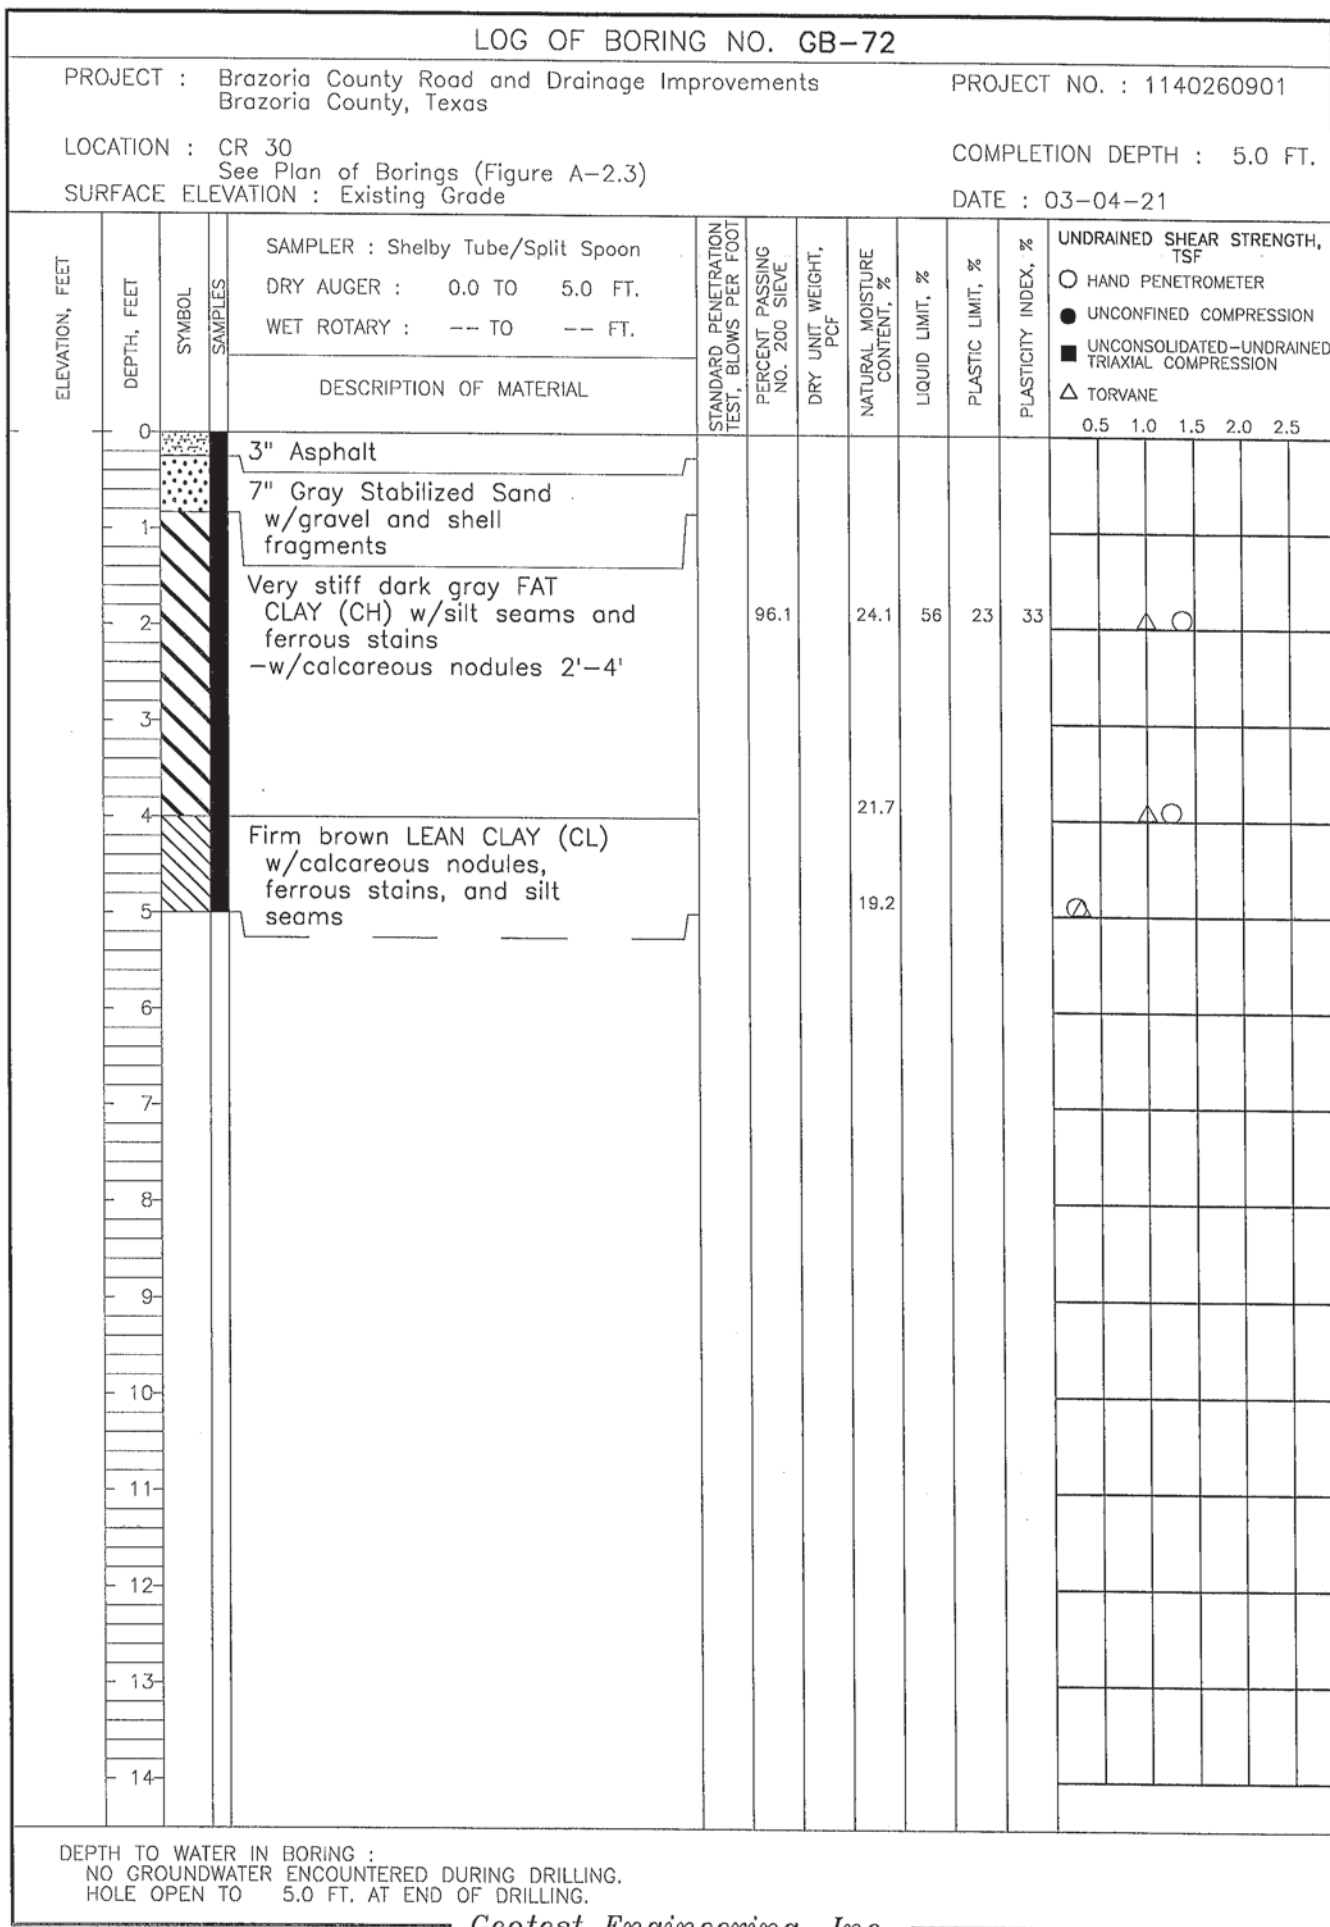 LOG OF BORING NO. GB-72
PROJECT : Brazoria County Road and Drainage Improvements
Brazoria County, Texas
PROJECT NO. : 1140260901
LOCATION : CR 30
See Plan of Borings (Figure A-2.3)
COMPLETION DEPTH : 5.0 FT.
SURFACE ELEVATION : Existing Grade
DATE : 03-04-21
ELEVATION, FEET
DEPTH, FEET
SYMBOL
SAMPLES
SAMPLER : Shelby Tube/Split Spoon
DRY AUGER : 0.0 TO 5.0 FT.
WET ROTARY : -- TO -- FT.
DESCRIPTION OF MATERIAL
STANDARD PENETRATION
TEST, BLOWS PER FOOT
PERCENT PASSING
NO. 200 SIEVE
DRY UNIT WEIGHT,
PCF
NATURAL MOISTURE
CONTENT, %
LIQUID LIMIT, %
PLASTIC LIMIT, %
PLASTICITY INDEX, %
UNDRAINED SHEAR STRENGTH,
TSF
HAND PENETROMETER
UNCONFINED COMPRESSION
UNCONSOLIDATED-UNDRAINED
TRIAXIAL COMPRESSION
TORVANE
0.5 1.0 1.5 2.0 2.5
0
3" Asphalt
7" Gray Stabilized Sand
w/gravel and shell
fragments
1
Very stiff dark gray FAT
CLAY (CH) w/silt seams and
ferrous stains
-w/calcareous nodules 2'-4'
2
96.1 24.1 56 23 33
3
4
21.7
Firm brown LEAN CLAY (CL)
w/calcareous nodules,
ferrous stains, and silt
seams
5
19.2
6
7
8
9
10
11
12
13
14
DEPTH TO WATER IN BORING :
NO GROUNDWATER ENCOUNTERED DURING DRILLING.
HOLE OPEN TO 5.0 FT. AT END OF DRILLING.
Geotest Engineering, Inc.